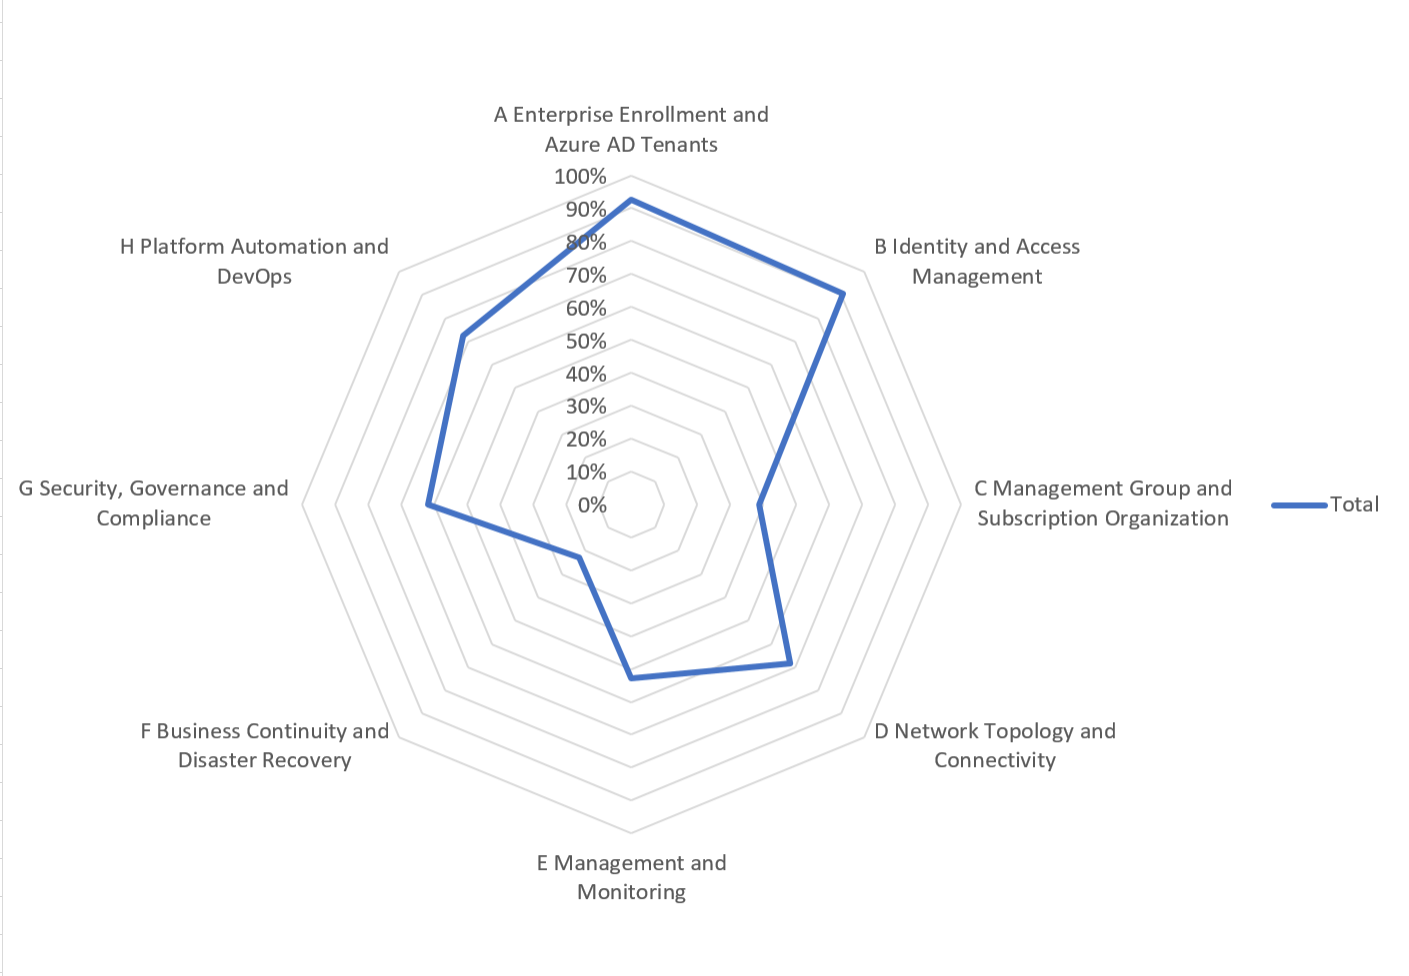 A Enterprise Enrollment and
Azure AD Tenants
100%
90%
80%
70%
60%
50%
40%
30%
20%
10%
0%
B Identity and Access
Management
C Management Group and
Subscription Organization
D Network Topology and
Connectivity
E Management and
Monitoring
F Business Continuity and
Disaster Recovery
G Security, Governance and
Compliance
H Platform Automation and
DevOps
Total